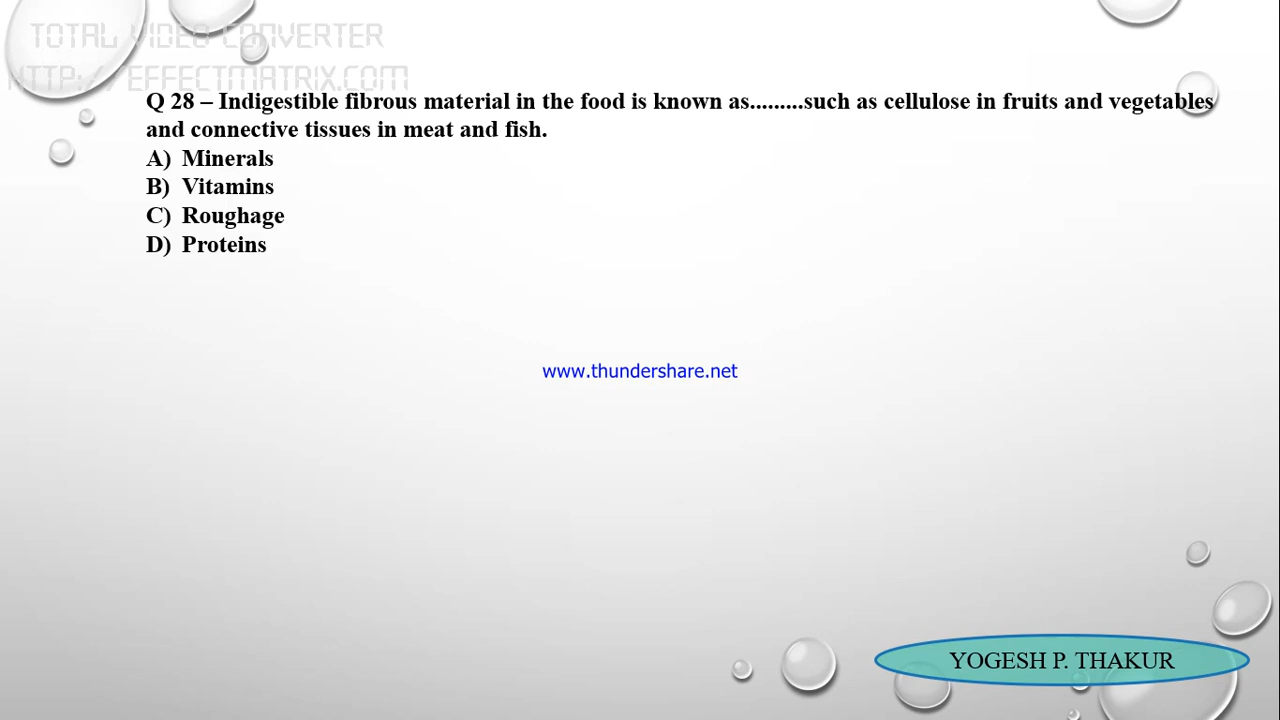 TOTAL VIDEO CONVERTER
HTTP://EFFECTMATRIX.COM
Q 28 – Indigestible fibrous material in the food is known as.........such as cellulose in fruits and vegetables
and connective tissues in meat and fish.
A) Minerals
B) Vitamins
C) Roughage
D) Proteins
www.thundershare.net
YOGESH P. THAKUR